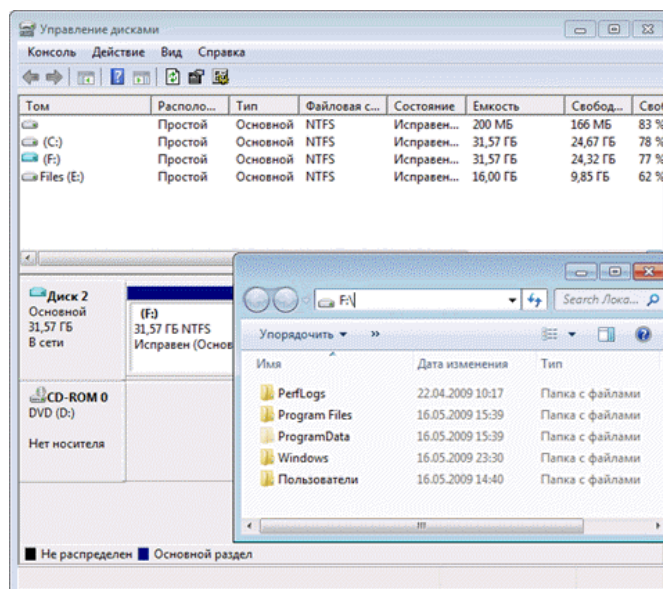 Управление дисками
Консоль Действие Вид Справка
Том Располо... Тип Файловая с... Состояние Емкость Свобод... Своб
Простой Основной NTFS Исправен... 200 МБ 166 МБ 83 %
(C:) Простой Основной NTFS Исправен... 31,57 ГБ 24,67 ГБ 78 %
(F:) Простой Основной NTFS Исправен... 31,57 ГБ 24,32 ГБ 77 %
Files (E:) Простой Основной NTFS Исправен... 16,00 ГБ 9,85 ГБ 62 %
Диск 2
Основной
31,57 ГБ
В сети
(F:)
31,57 ГБ NTFS
Исправен (Основ
CD-ROM 0
DVD (D:)
Нет носителя
Не распределен Основной раздел
F:\
Search Лока...
Упорядочить »
Имя Дата изменения Тип
PerfLogs 22.04.2009 10:17 Папка с файлами
Program Files 16.05.2009 15:39 Папка с файлами
ProgramData 16.05.2009 15:39 Папка с файлами
Windows 16.05.2009 23:30 Папка с файлами
Пользователи 16.05.2009 14:40 Папка с файлами